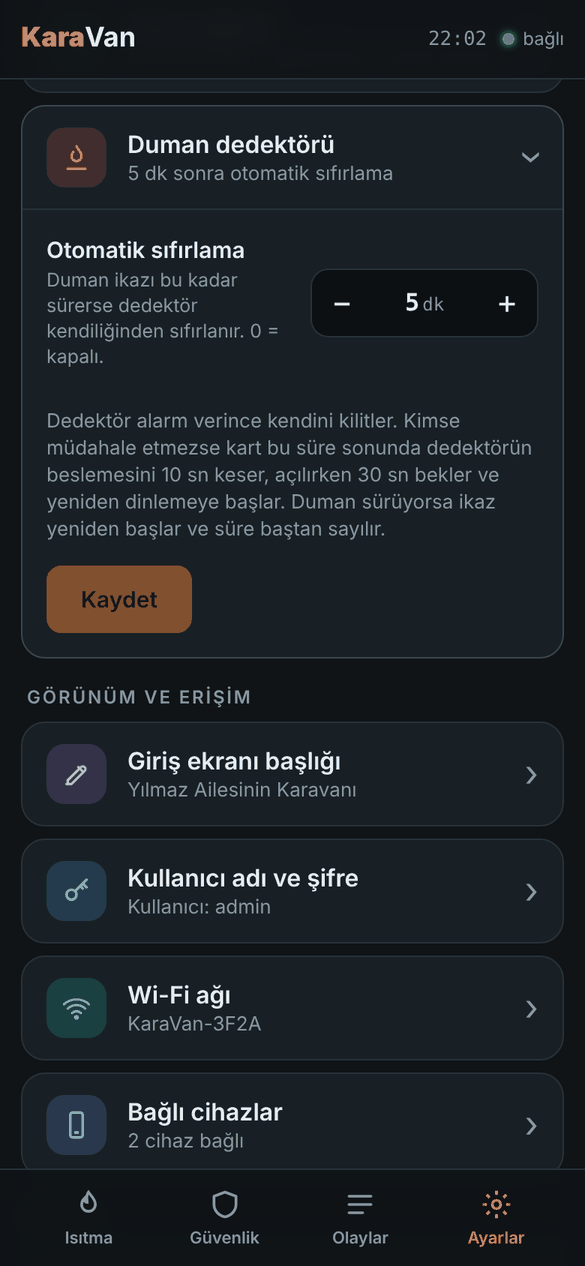 KaraVan
22:02 bağlı
Duman dedektörü
5 dk sonra otomatik sıfırlama
Otomatik sıfırlama
Duman ikazı bu kadar
sürerse dedektör
kendiliğinden sıfırlanır. 0 =
kapalı.
− 5 dk +
Dedektör alarm verince kendini kilitler. Kimse
müdahale etmezse kart bu süre sonunda dedektörün
beslemesini 10 sn keser, açılırken 30 sn bekler ve
yeniden dinlemeye başlar. Duman sürüyorsa ikaz
yeniden başlar ve süre baştan sayılır.
Kaydet
GÖRÜNÜM VE ERİŞİM
Giriş ekranı başlığı
Yılmaz Ailesinin Karavanı
Kullanıcı adı ve şifre
Kullanıcı: admin
Wi-Fi ağı
KaraVan-3F2A
Bağlı cihazlar
2 cihaz bağlı
Isıtma Güvenlik Olaylar Ayarlar